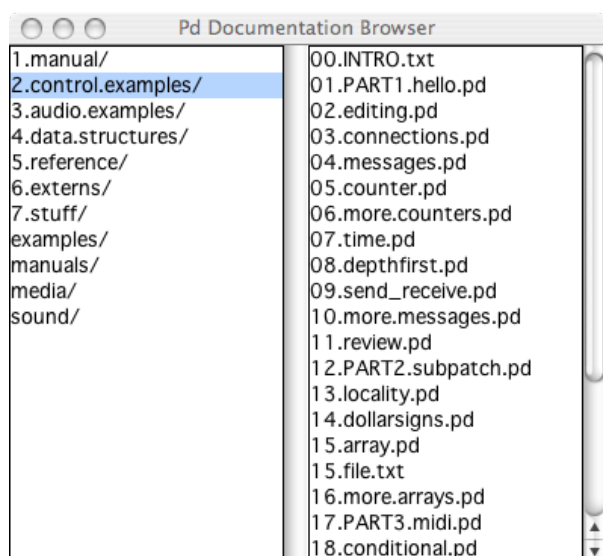 Pd Documentation Browser
1.manual/
2.control.examples/
3.audio.examples/
4.data.structures/
5.reference/
6.externs/
7.stuff/
examples/
manuals/
media/
sound/
00.INTRO.txt
01.PART1.hello.pd
02.editing.pd
03.connections.pd
04.messages.pd
05.counter.pd
06.more.counters.pd
07.time.pd
08.depthfirst.pd
09.send_receive.pd
10.more.messages.pd
11.review.pd
12.PART2.subpatch.pd
13.locality.pd
14.dollarsigns.pd
15.array.pd
15.file.txt
16.more.arrays.pd
17.PART3.midi.pd
18.conditional.pd